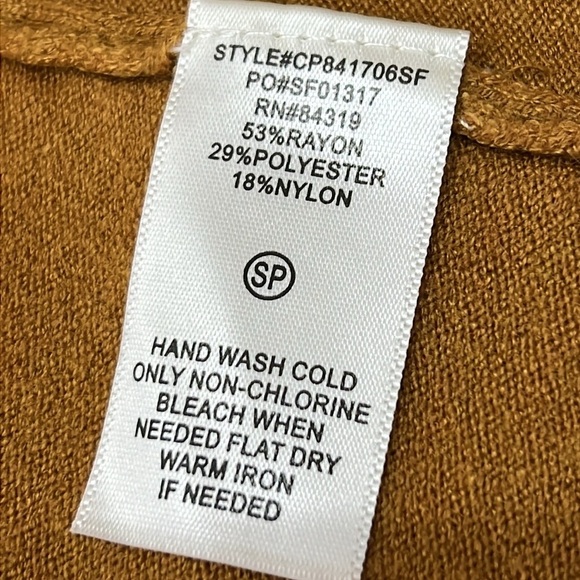 STYLE#CP841706SF
PO#SF01317
RN#84319
53%RAYON
29%POLYESTER
18%NYLON
SP
HAND WASH COLD
ONLY NON-CHLORINE
BLEACH WHEN
NEEDED FLAT DRY
WARM IRON
IF NEEDED